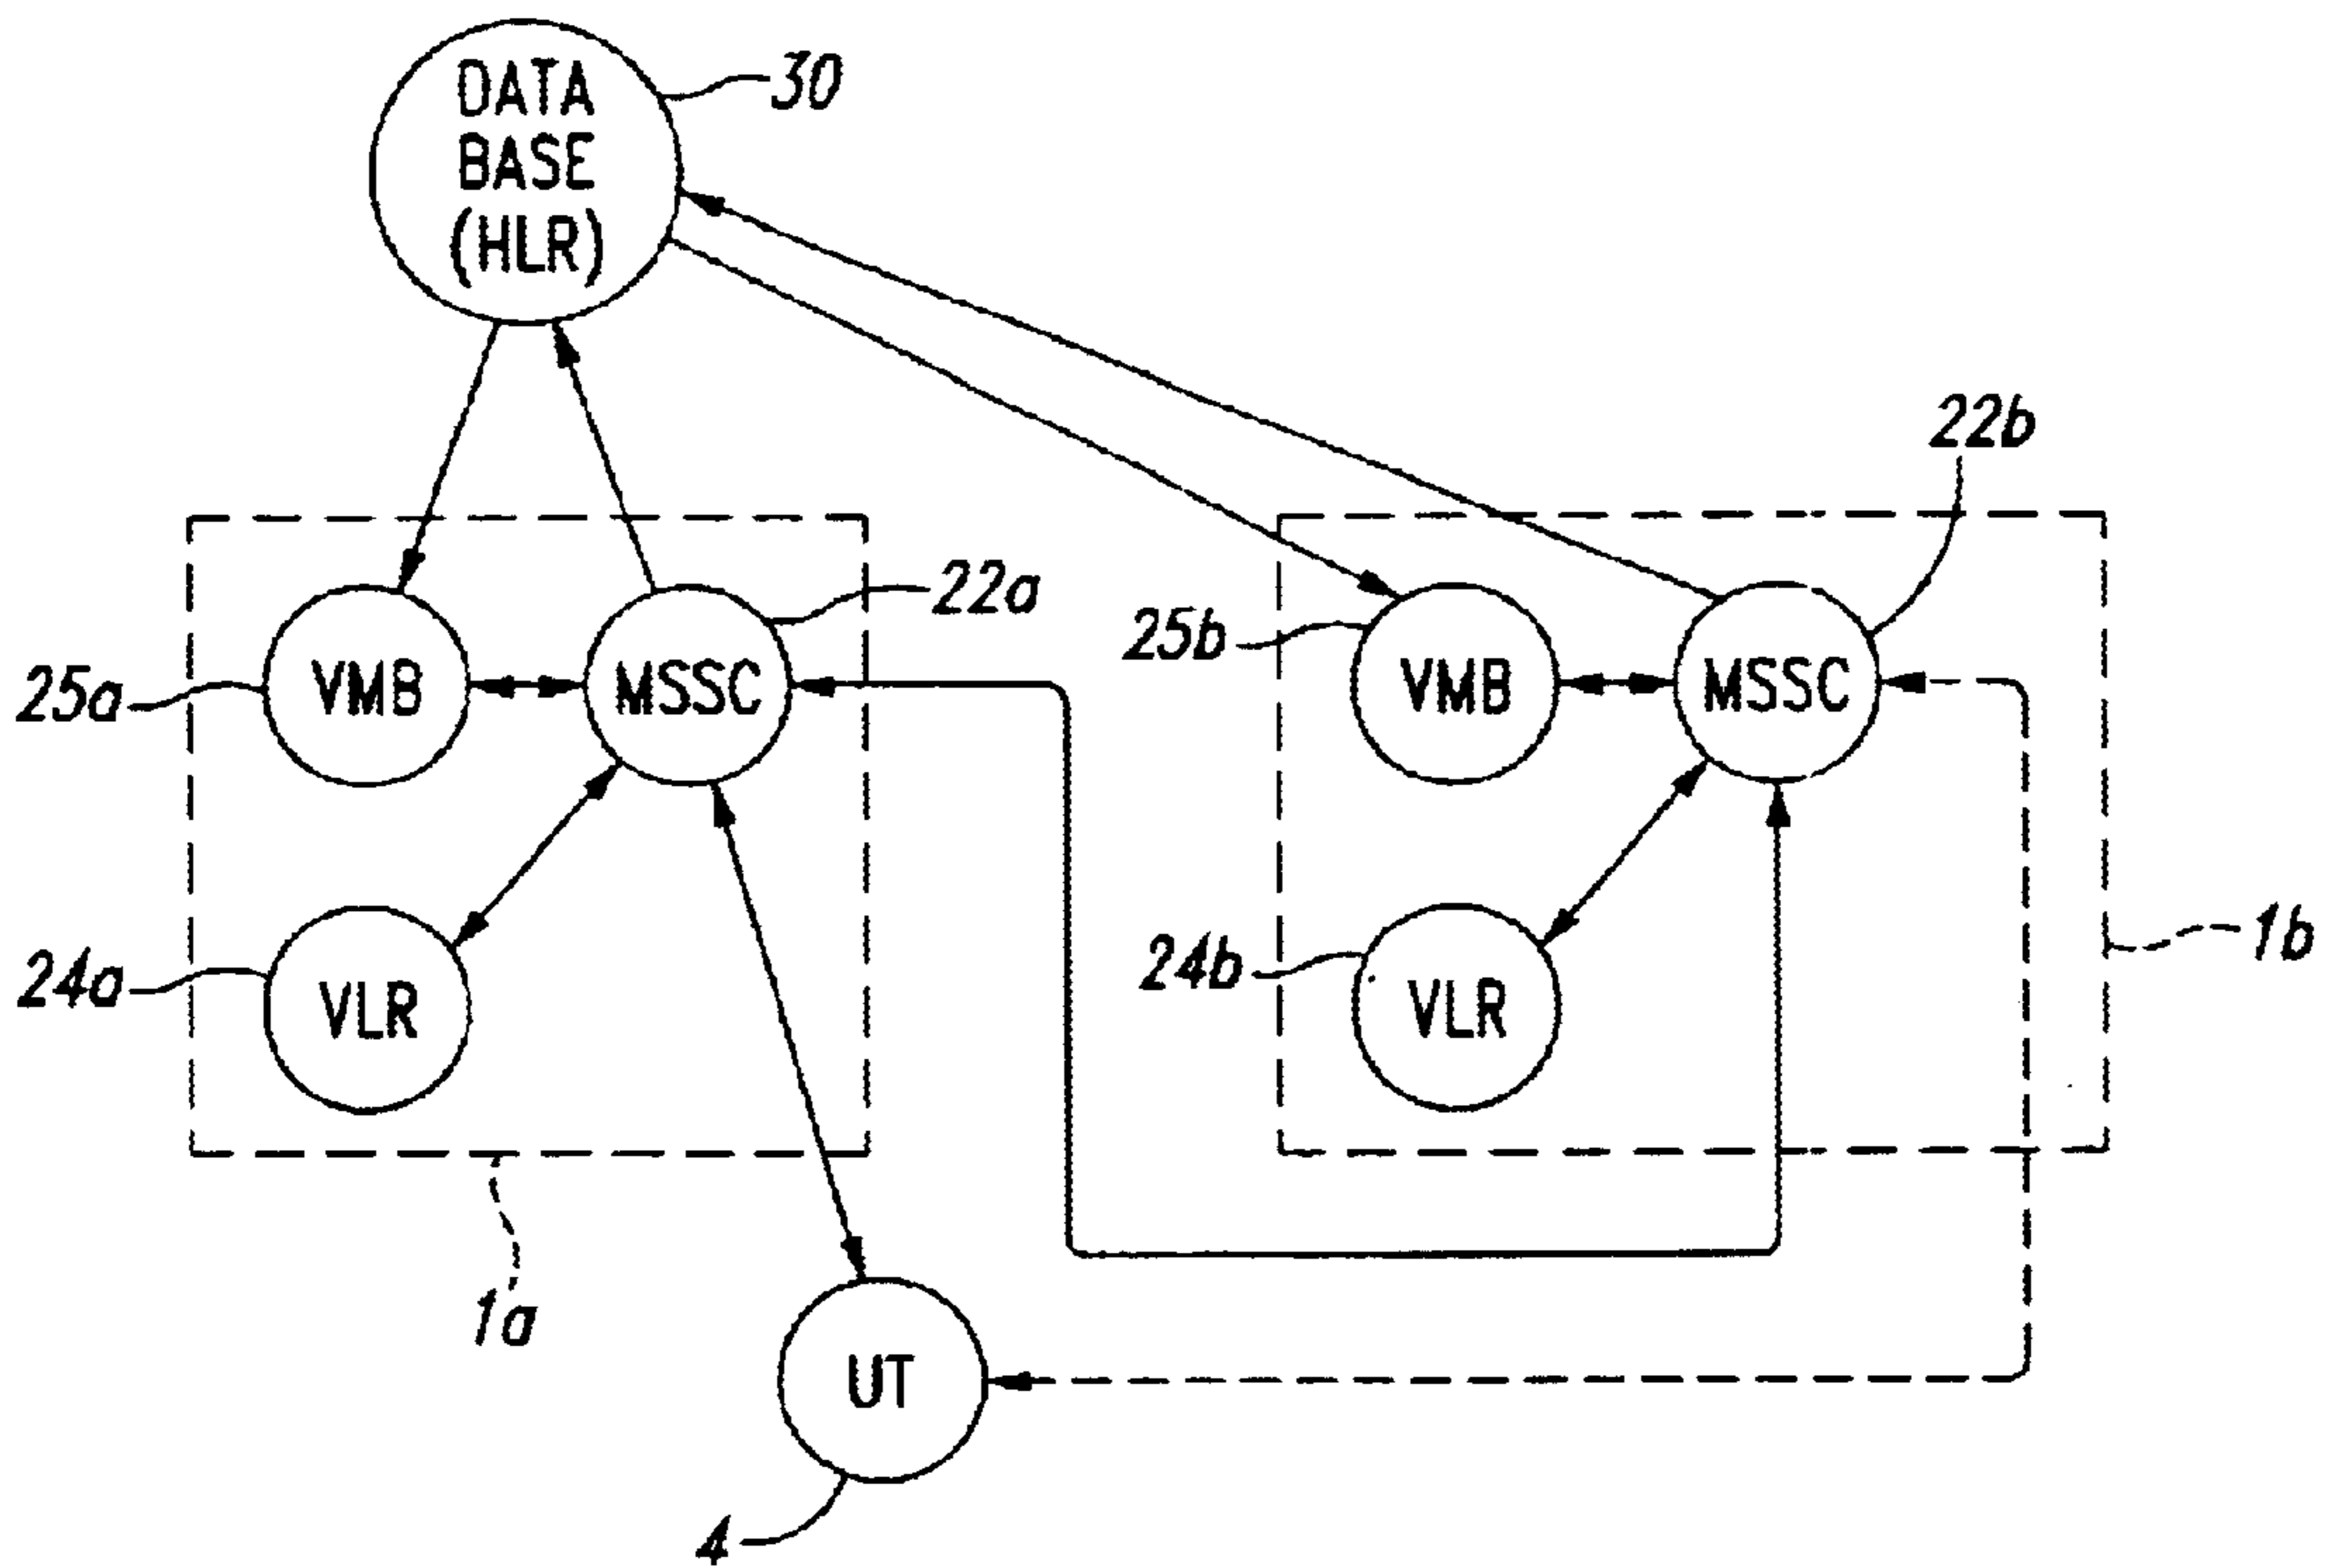 DATA
BASE
(HLR)
30
22b
22a
25b
25a
VMB
MSSC
VMB
MSSC
24a
VLR
24b
VLR
1b
1a
UT
4